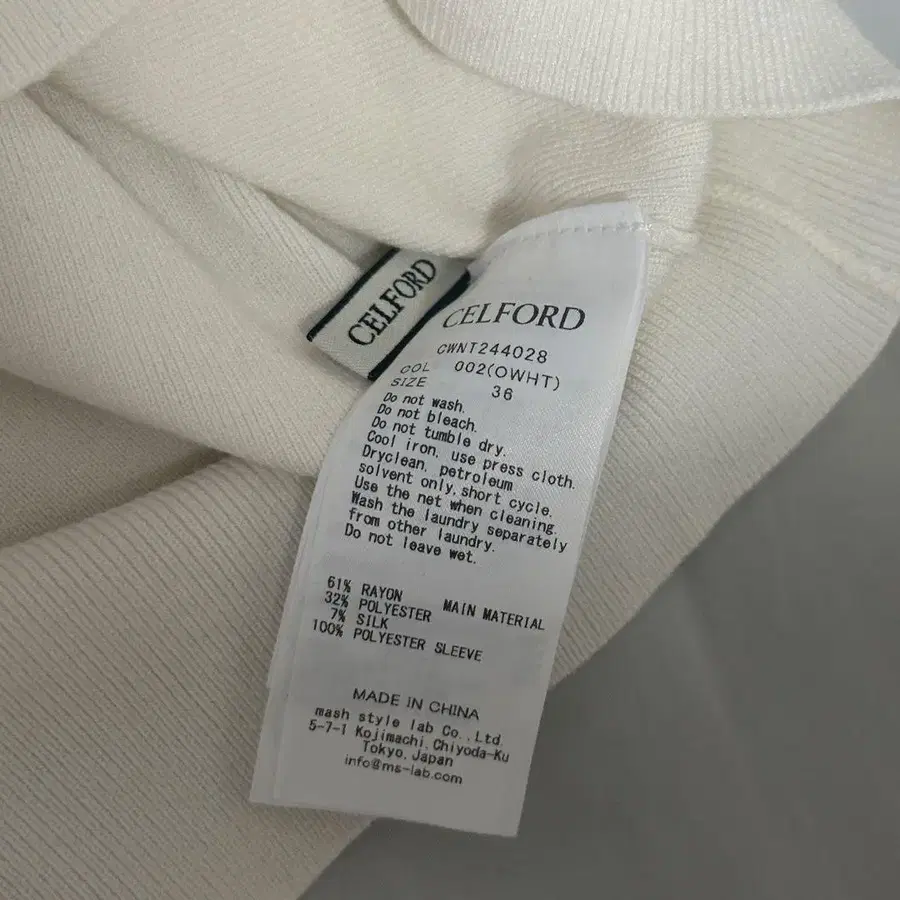 CELFORD
CELFORD
CWNT244028
COL 002(OWHT)
SIZE 36
Do not wash.
Do not bleach.
Do not tumble dry.
Cool iron, use press cloth.
Dryclean, petroleum
solvent only, short cycle.
Use the net when cleaning.
Wash the laundry separately
from other laundry.
Do not leave wet.
61% RAYON
32% POLYESTER MAIN MATERIAL
7% SILK
100% POLYESTER SLEEVE
MADE IN CHINA
mash style lab Co.,Ltd
5-7-1 Kojimachi, Chiyoda-Ku
Tokyo, Japan
info@ms-lab.com